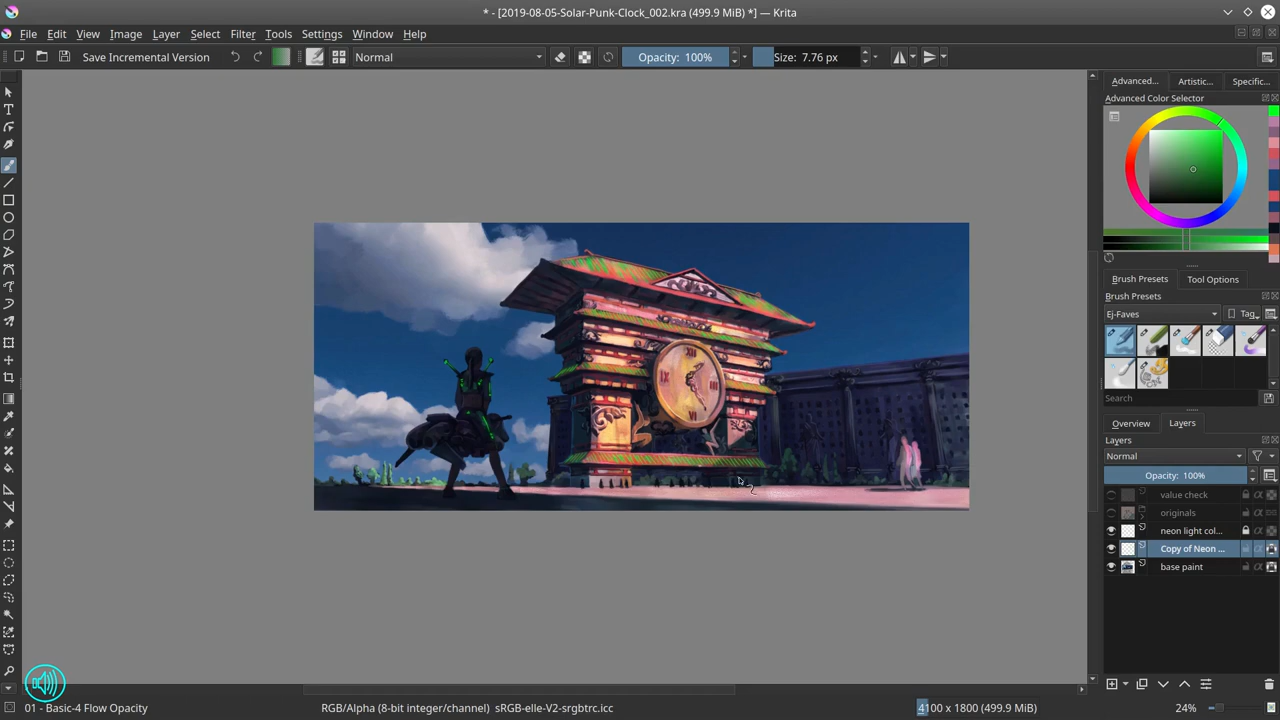 * - [2019-08-05-Solar-Punk-Clock_002.kra (499.9 MiB) *] — Krita
File Edit View Image Layer Select Filter Tools Settings Window Help
Save Incremental Version Normal Opacity: 100% Size: 7.76 px
Advanced... Artistic... Specific...
Advanced Color Selector
Brush Presets Tool Options
Brush Presets
Ej-Faves Tag
Search
Overview Layers
Layers
Normal
Opacity: 100%
value check
originals
neon light col...
Copy of Neon ...
base paint
XII
IX III
VI
01 - Basic-4 Flow Opacity RGB/Alpha (8-bit integer/channel) sRGB-elle-V2-srgbtrc.icc 4100 x 1800 (499.9 MiB) 24%